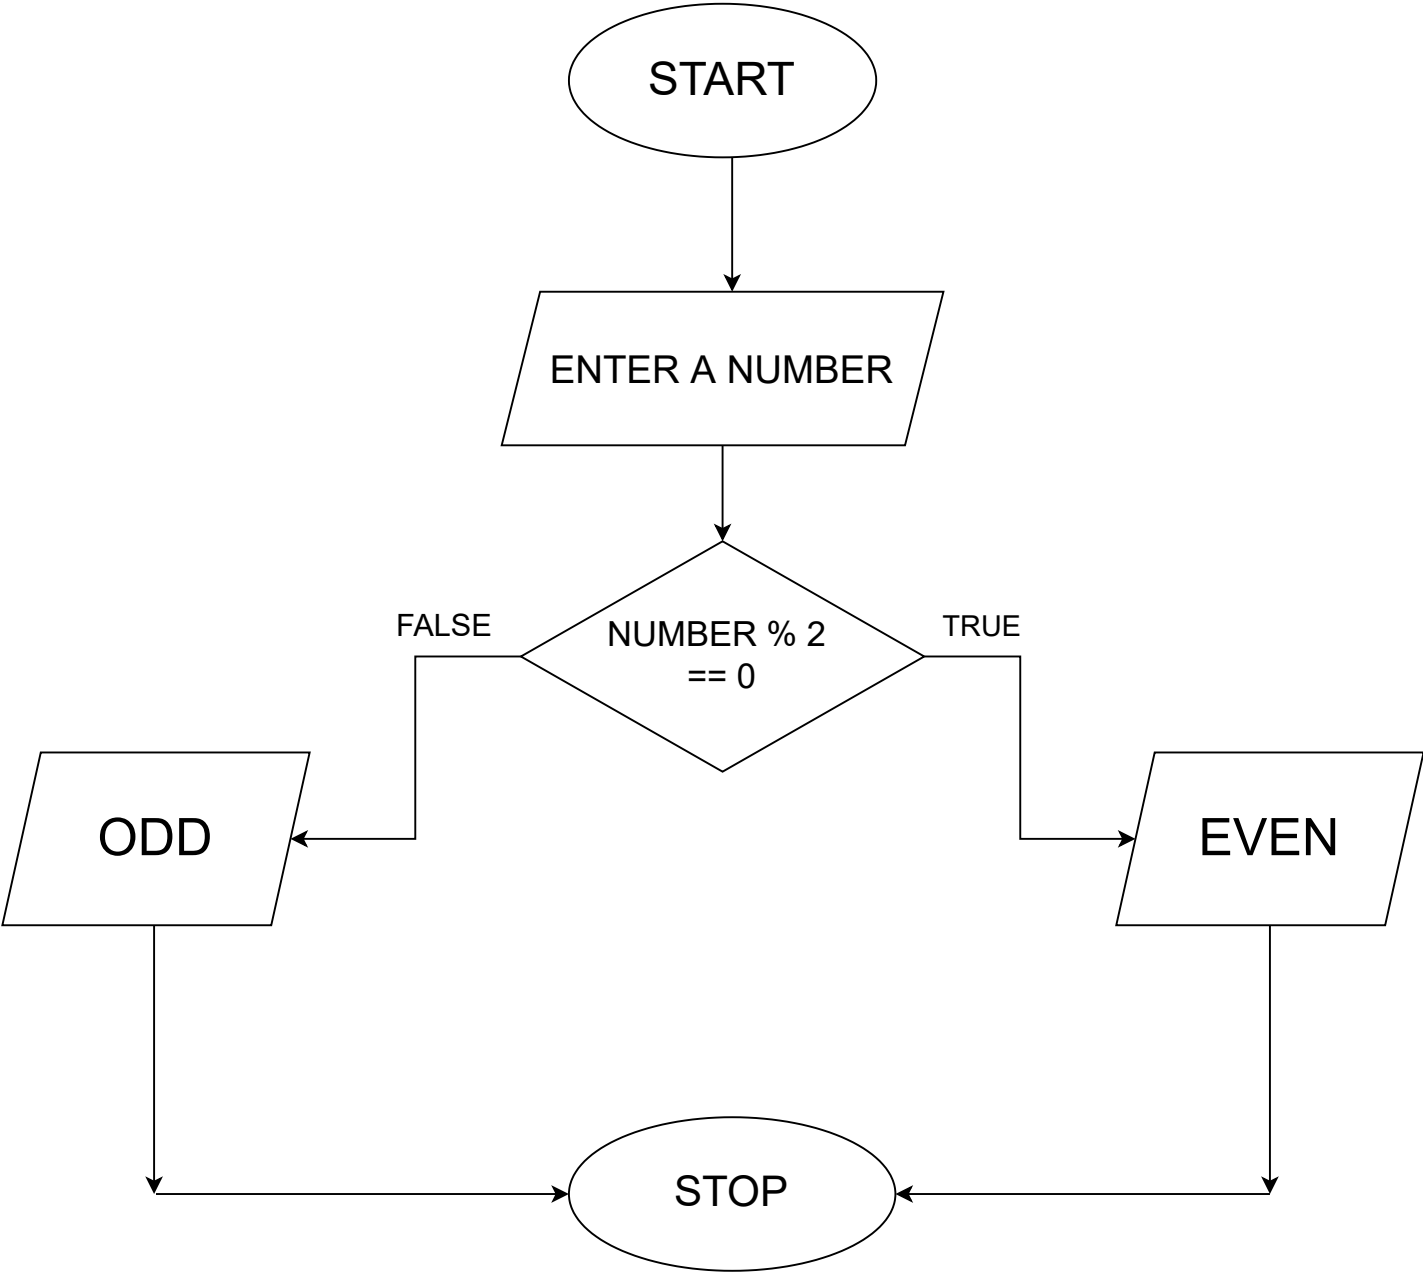 START
ENTER A NUMBER
FALSE
NUMBER % 2
== 0
TRUE
ODD
EVEN
STOP